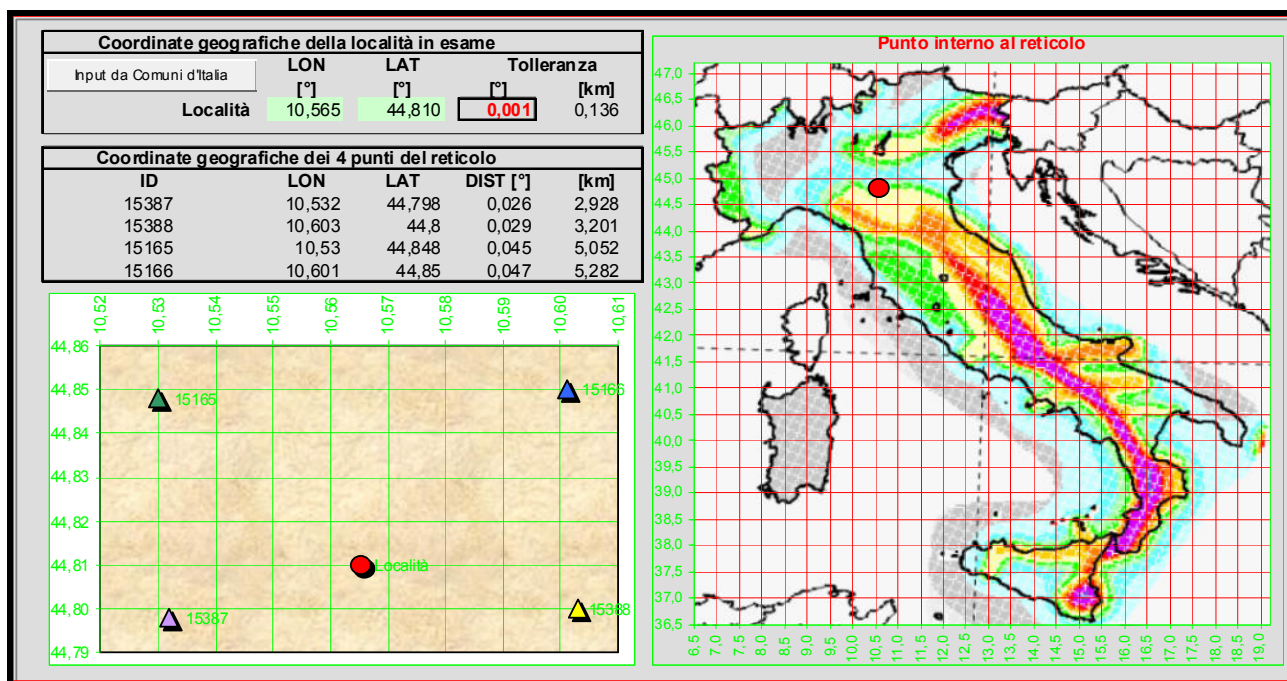 Coordinate geografiche della località in esame
Input da Comuni d'Italia
LON LAT Tolleranza
[°] [°] [°] [km]
Località 10,565 44,810 0,001 0,136
Coordinate geografiche dei 4 punti del reticolo
ID LON LAT DIST [°] [km]
15387 10,532 44,798 0,026 2,928
15388 10,603 44,8 0,029 3,201
15165 10,53 44,848 0,045 5,052
15166 10,601 44,85 0,047 5,282
10,52 10,53 10,54 10,55 10,56 10,57 10,58 10,59 10,60 10,61
44,86
44,85
44,84
44,83
44,82
44,81
44,80
44,79
15165
15166
Località
15387
15388
Punto interno al reticolo
47,0
46,5
46,0
45,5
45,0
44,5
44,0
43,5
43,0
42,5
42,0
41,5
41,0
40,5
40,0
39,5
39,0
38,5
38,0
37,5
37,0
36,5
6,5 7,0 7,5 8,0 8,5 9,0 9,5 10,0 10,5 11,0 11,5 12,0 12,5 13,0 13,5 14,0 14,5 15,0 15,5 16,0 16,5 17,0 17,5 18,0 18,5 19,0